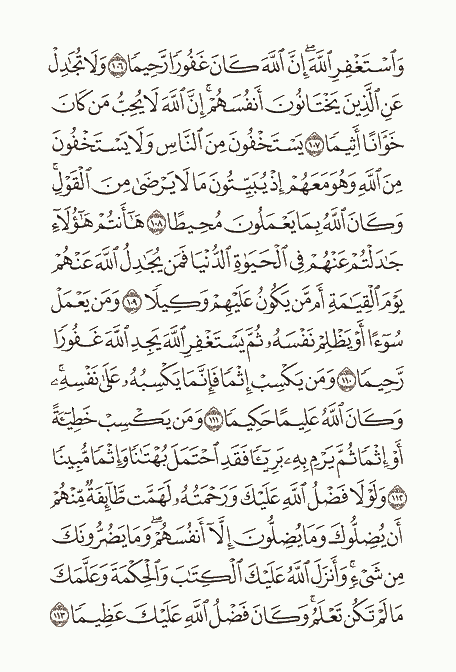 وَٱسۡتَغۡفِرِ ٱللَّهَۖ إِنَّ ٱللَّهَ كَانَ غَفُورٗا رَّحِيمٗا ١٠٦ وَلَا تُجَٰدِلۡ
عَنِ ٱلَّذِينَ يَخۡتَانُونَ أَنفُسَهُمۡۚ إِنَّ ٱللَّهَ لَا يُحِبُّ مَن كَانَ
خَوَّانًا أَثِيمٗا ١٠٧ يَسۡتَخۡفُونَ مِنَ ٱلنَّاسِ وَلَا يَسۡتَخۡفُونَ
مِنَ ٱللَّهِ وَهُوَ مَعَهُمۡ إِذۡ يُبَيِّتُونَ مَا لَا يَرۡضَىٰ مِنَ ٱلۡقَوۡلِۚ
وَكَانَ ٱللَّهُ بِمَا يَعۡمَلُونَ مُحِيطًا ١٠٨ هَٰٓأَنتُمۡ هَٰٓؤُلَآءِ
جَٰدَلۡتُمۡ عَنۡهُمۡ فِي ٱلۡحَيَوٰةِ ٱلدُّنۡيَا فَمَن يُجَٰدِلُ ٱللَّهَ عَنۡهُمۡ
يَوۡمَ ٱلۡقِيَٰمَةِ أَم مَّن يَكُونُ عَلَيۡهِمۡ وَكِيلٗا ١٠٩ وَمَن يَعۡمَلۡ
سُوٓءًا أَوۡ يَظۡلِمۡ نَفۡسَهُۥ ثُمَّ يَسۡتَغۡفِرِ ٱللَّهَ يَجِدِ ٱللَّهَ غَفُورٗا
رَّحِيمٗا ١١٠ وَمَن يَكۡسِبۡ إِثۡمٗا فَإِنَّمَا يَكۡسِبُهُۥ عَلَىٰ نَفۡسِهِۦۚ
وَكَانَ ٱللَّهُ عَلِيمًا حَكِيمٗا ١١١ وَمَن يَكۡسِبۡ خَطِيٓـَٔةً
أَوۡ إِثۡمٗا ثُمَّ يَرۡمِ بِهِۦ بَرِيٓـٔٗا فَقَدِ ٱحۡتَمَلَ بُهۡتَٰنٗا وَإِثۡمٗا مُّبِينٗا
١١٢ وَلَوۡلَا فَضۡلُ ٱللَّهِ عَلَيۡكَ وَرَحۡمَتُهُۥ لَهَمَّت طَّآئِفَةٞ مِّنۡهُمۡ
أَن يُضِلُّوكَ وَمَا يُضِلُّونَ إِلَّآ أَنفُسَهُمۡۖ وَمَا يَضُرُّونَكَ
مِن شَيۡءٖۚ وَأَنزَلَ ٱللَّهُ عَلَيۡكَ ٱلۡكِتَٰبَ وَٱلۡحِكۡمَةَ وَعَلَّمَكَ
مَا لَمۡ تَكُن تَعۡلَمُۚ وَكَانَ فَضۡلُ ٱللَّهِ عَلَيۡكَ عَظِيمٗا ١١٣